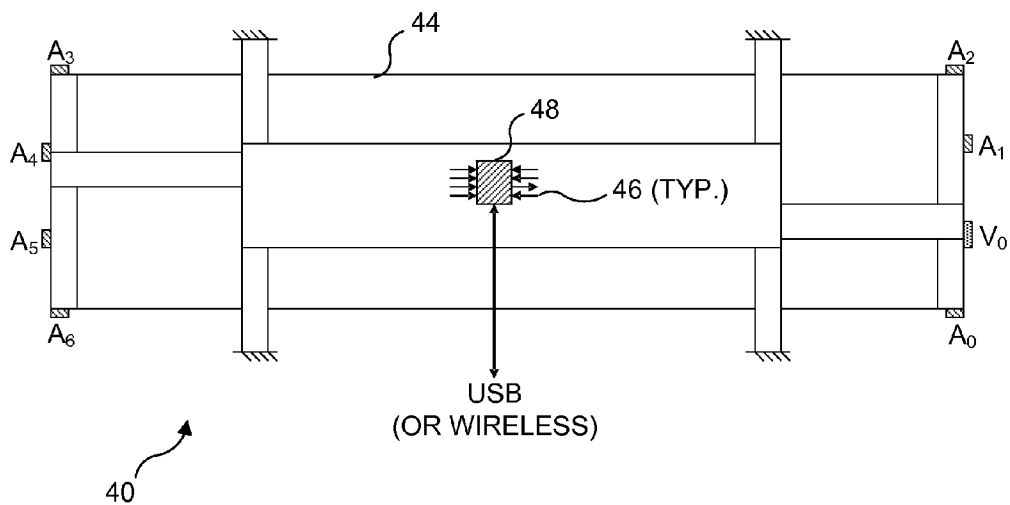 44
A3
A2
48
A4
A1
46 (TYP.)
A5
V0
A6
A0
USB
(OR WIRELESS)
40